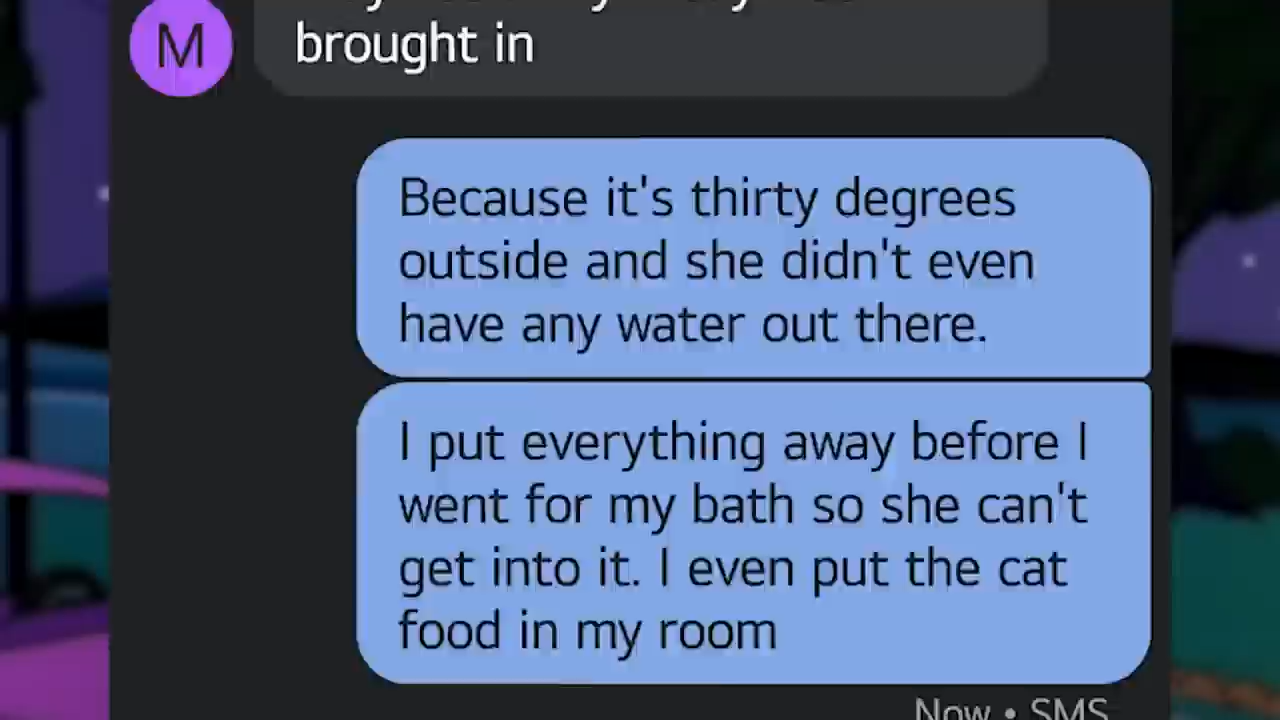 M
brought in
Because it's thirty degrees
outside and she didn't even
have any water out there.
I put everything away before I
went for my bath so she can't
get into it. I even put the cat
food in my room
Now • SMS